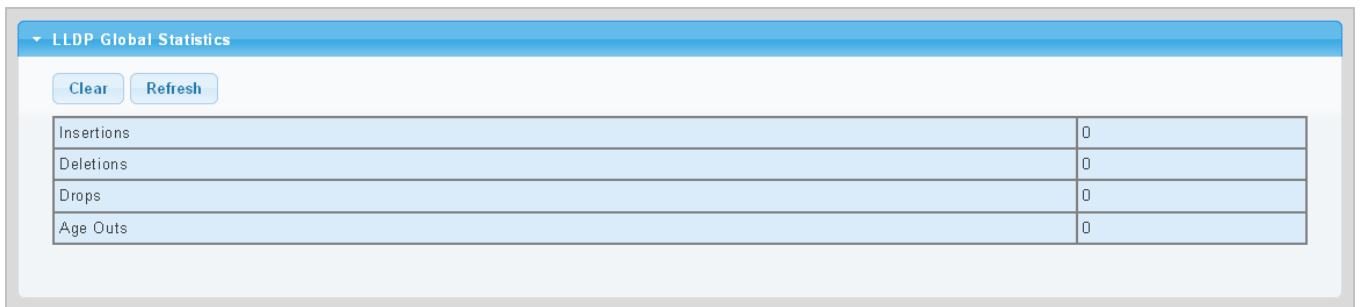 LLDP Global Statistics
Clear Refresh
Insertions 0
Deletions 0
Drops 0
Age Outs 0